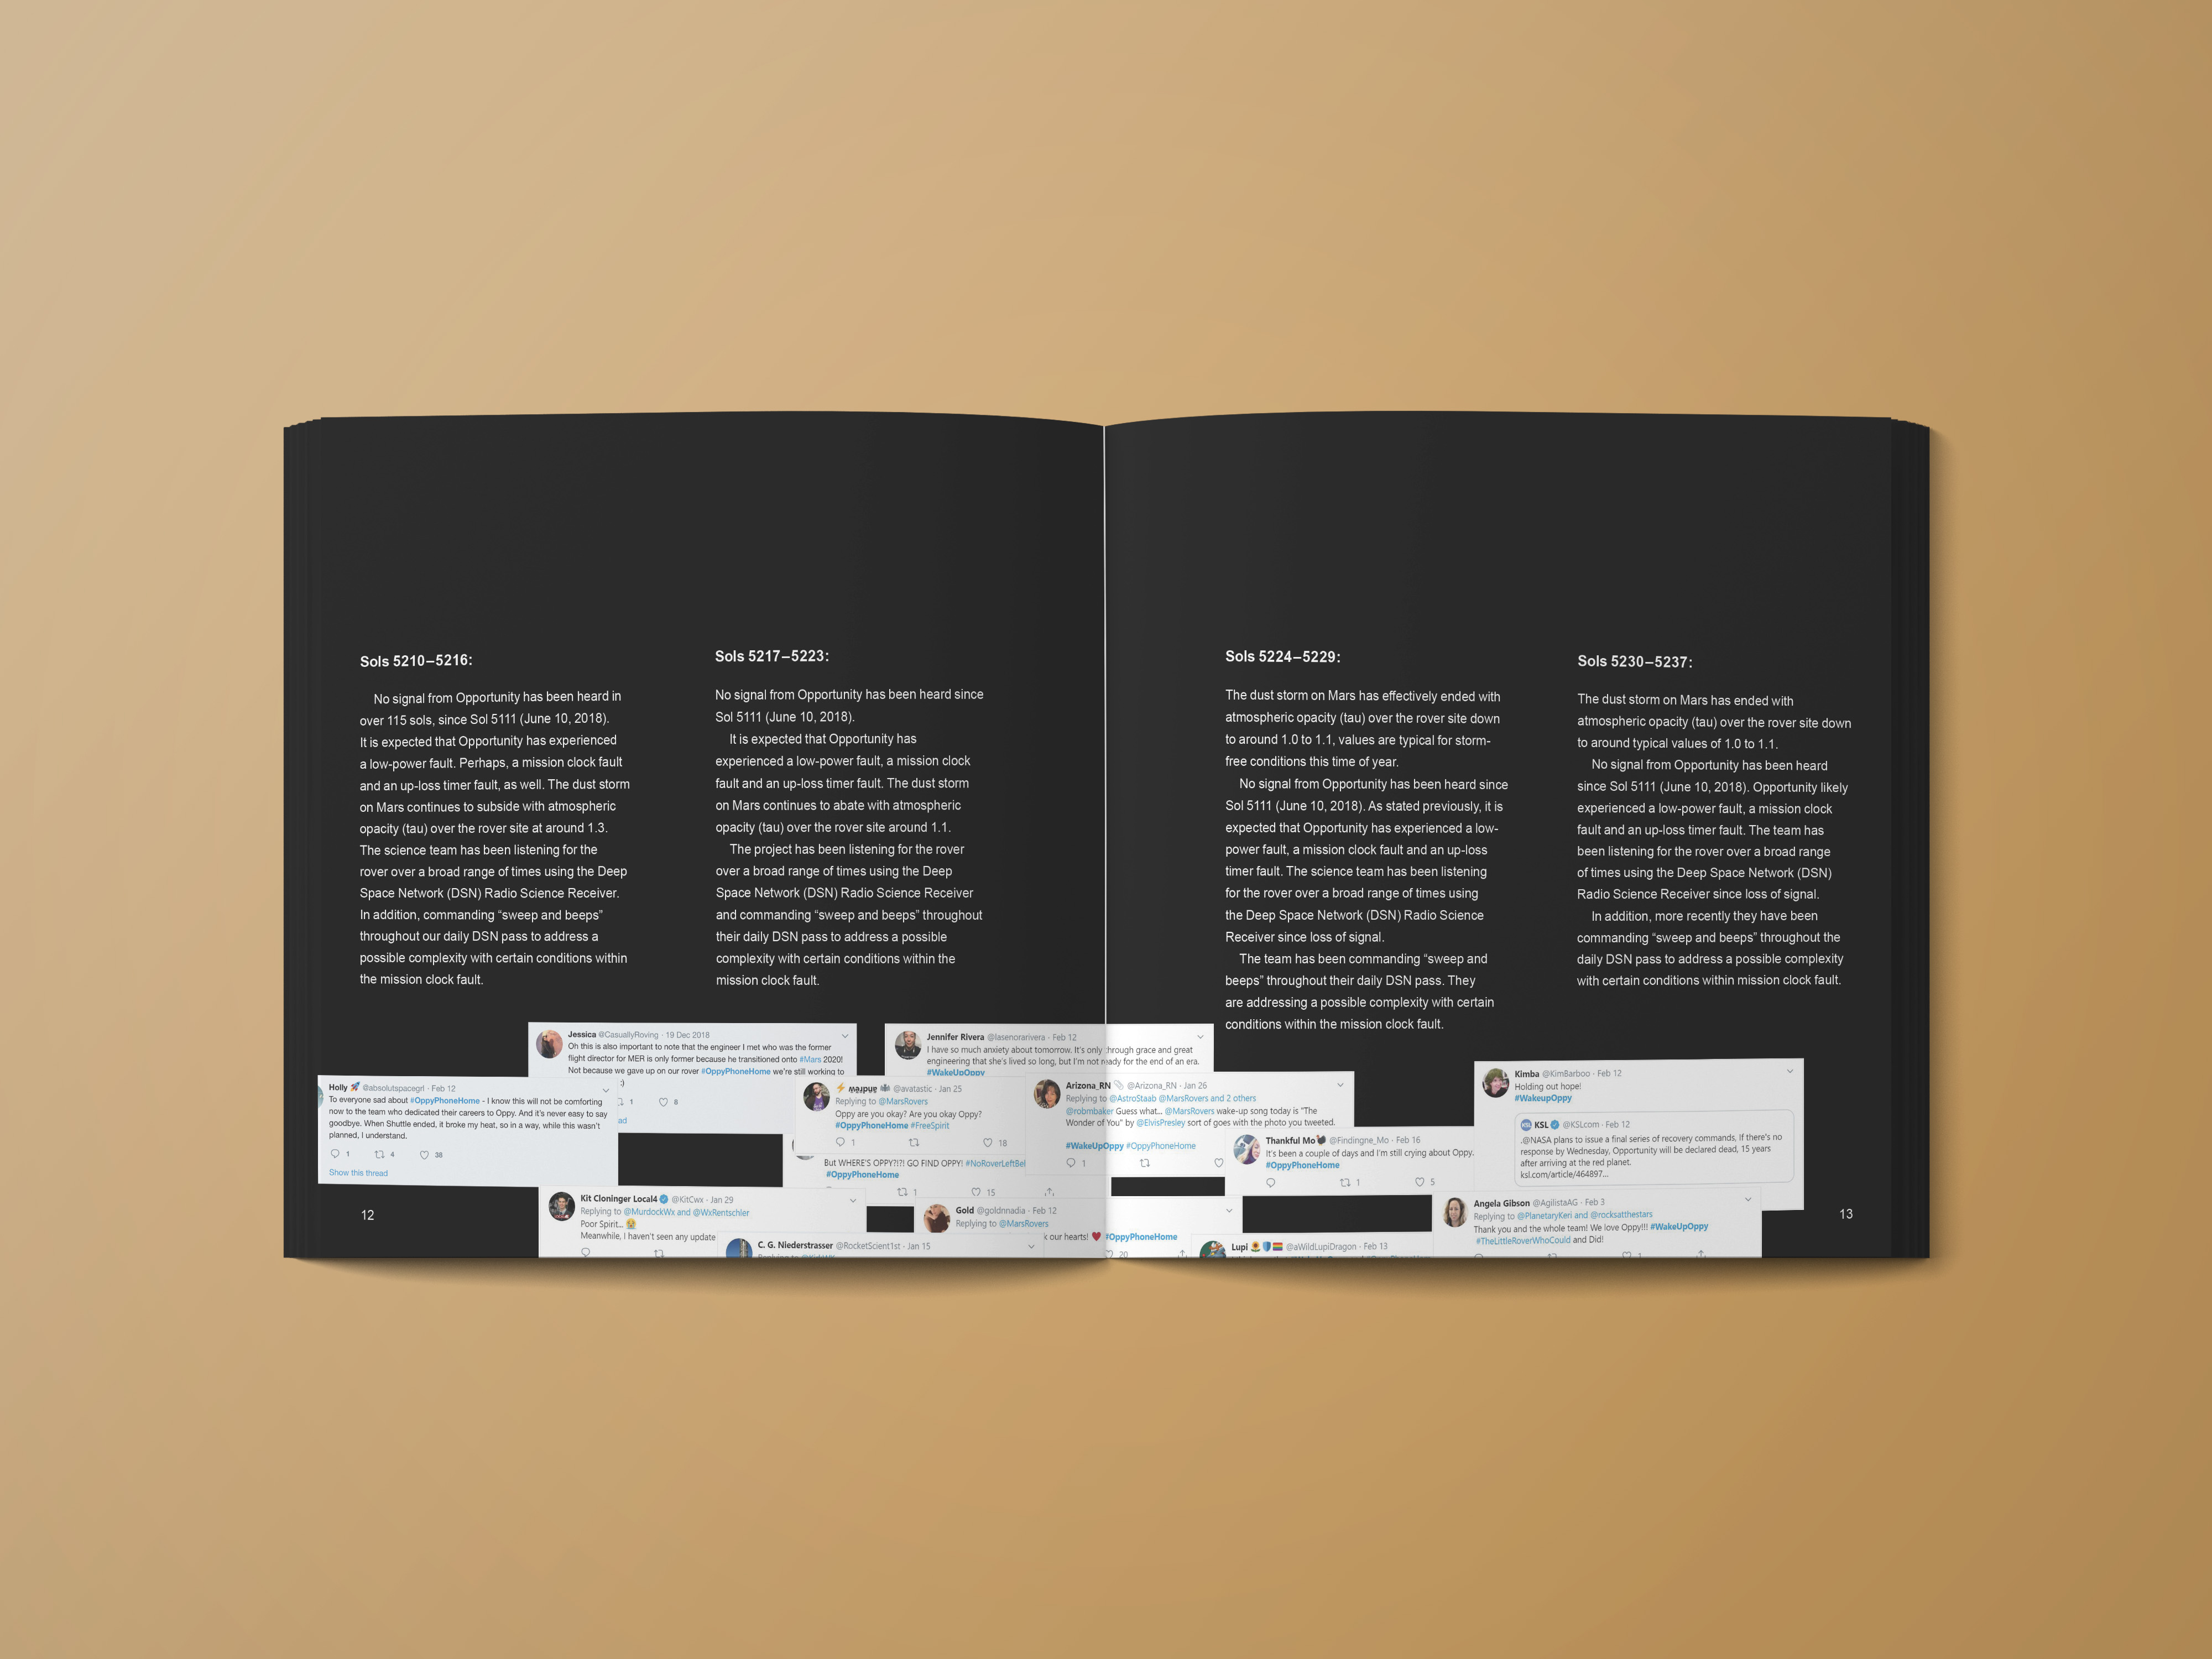 Sols 5210–5216:
No signal from Opportunity has been heard in
over 115 sols, since Sol 5111 (June 10, 2018).
It is expected that Opportunity has experienced
a low-power fault. Perhaps, a mission clock fault
and an up-loss timer fault, as well. The dust storm
on Mars continues to subside with atmospheric
opacity (tau) over the rover site at around 1.3.
The science team has been listening for the
rover over a broad range of times using the Deep
Space Network (DSN) Radio Science Receiver.
In addition, commanding “sweep and beeps”
throughout our daily DSN pass to address a
possible complexity with certain conditions within
the mission clock fault.
Sols 5217–5223:
No signal from Opportunity has been heard since
Sol 5111 (June 10, 2018).
It is expected that Opportunity has
experienced a low-power fault, a mission clock
fault and an up-loss timer fault. The dust storm
on Mars continues to abate with atmospheric
opacity (tau) over the rover site around 1.1.
The project has been listening for the rover
over a broad range of times using the Deep
Space Network (DSN) Radio Science Receiver
and commanding “sweep and beeps” throughout
their daily DSN pass to address a possible
complexity with certain conditions within the
mission clock fault.
Sols 5224–5229:
The dust storm on Mars has effectively ended with
atmospheric opacity (tau) over the rover site down
to around 1.0 to 1.1, values are typical for storm-
free conditions this time of year.
No signal from Opportunity has been heard since
Sol 5111 (June 10, 2018). As stated previously, it is
expected that Opportunity has experienced a low-
power fault, a mission clock fault and an up-loss
timer fault. The science team has been listening
for the rover over a broad range of times using
the Deep Space Network (DSN) Radio Science
Receiver since loss of signal.
The team has been commanding “sweep and
beeps” throughout their daily DSN pass. They
are addressing a possible complexity with certain
conditions within the mission clock fault.
Sols 5230–5237:
The dust storm on Mars has ended with
atmospheric opacity (tau) over the rover site down
to around typical values of 1.0 to 1.1.
No signal from Opportunity has been heard
since Sol 5111 (June 10, 2018). Opportunity likely
experienced a low-power fault, a mission clock
fault and an up-loss timer fault. The team has
been listening for the rover over a broad range
of times using the Deep Space Network (DSN)
Radio Science Receiver since loss of signal.
In addition, more recently they have been
commanding “sweep and beeps” throughout the
daily DSN pass to address a possible complexity
with certain conditions within mission clock fault.
Jessica @CasuallyRoving · 19 Dec 2018
Oh this is also important to note that the engineer I met who was the former
flight director for MER is only former because he transitioned onto #Mars 2020!
Not because we gave up on our rover #OppyPhoneHome we're still working to
:)
1 8
ad
Holly 🚀 @absolutspacegrl · Feb 12
To everyone sad about #OppyPhoneHome - I know this will not be comforting
now to the team who dedicated their careers to Oppy. And it's never easy to say
goodbye. When Shuttle ended, it broke my heat, so in a way, while this wasn't
planned, I understand.
1 4 38
Show this thread
Jennifer Rivera @lasenorarivera · Feb 12
I have so much anxiety about tomorrow. It's only through grace and great
engineering that she's lived so long, but I'm not ready for the end of an era.
#WakeUpOppy
⚡ @avatastic · Jan 25
Replying to @MarsRovers
Oppy are you okay? Are you okay Oppy?
#OppyPhoneHome #FreeSpirit
1 18
But WHERE'S OPPY?!?! GO FIND OPPY! #NoRoverLeftBel
#OppyPhoneHome
1 15
Arizona_RN @Arizona_RN · Jan 26
Replying to @AstroStaab @MarsRovers and 2 others
@robmbaker Guess what... @MarsRovers wake-up song today is "The
Wonder of You" by @ElvisPresley sort of goes with the photo you tweeted.
#WakeUpOppy #OppyPhoneHome
1
Thankful Mo🦃 @Findingne_Mo · Feb 16
It's been a couple of days and I'm still crying about Oppy.
#OppyPhoneHome
1 5
Kimba @KimBarboo · Feb 12
Holding out hope!
#WakeupOppy
KSL @KSLcom · Feb 12
.@NASA plans to issue a final series of recovery commands. If there's no
response by Wednesday, Opportunity will be declared dead, 15 years
after arriving at the red planet.
ksl.com/article/464897...
Kit Cloninger Local4 @KitCwx · Jan 29
Replying to @MurdockWx and @WxRentschler
Poor Spirit... 😢
Meanwhile, I haven't seen any update
C. G. Niederstrasser @RocketScient1st · Jan 15
Gold @goldnnadia · Feb 12
Replying to @MarsRovers
k our hearts! ♥ #OppyPhoneHome
20
Lupi 🌻🛡️🏳️‍🌈 @aWildLupiDragon · Feb 13
Angela Gibson @AgilistaAG · Feb 3
Replying to @PlanetaryKeri and @rocksatthestars
Thank you and the whole team! We love Oppy!!! #WakeUpOppy
#TheLittleRoverWhoCould and Did!
1
12
13